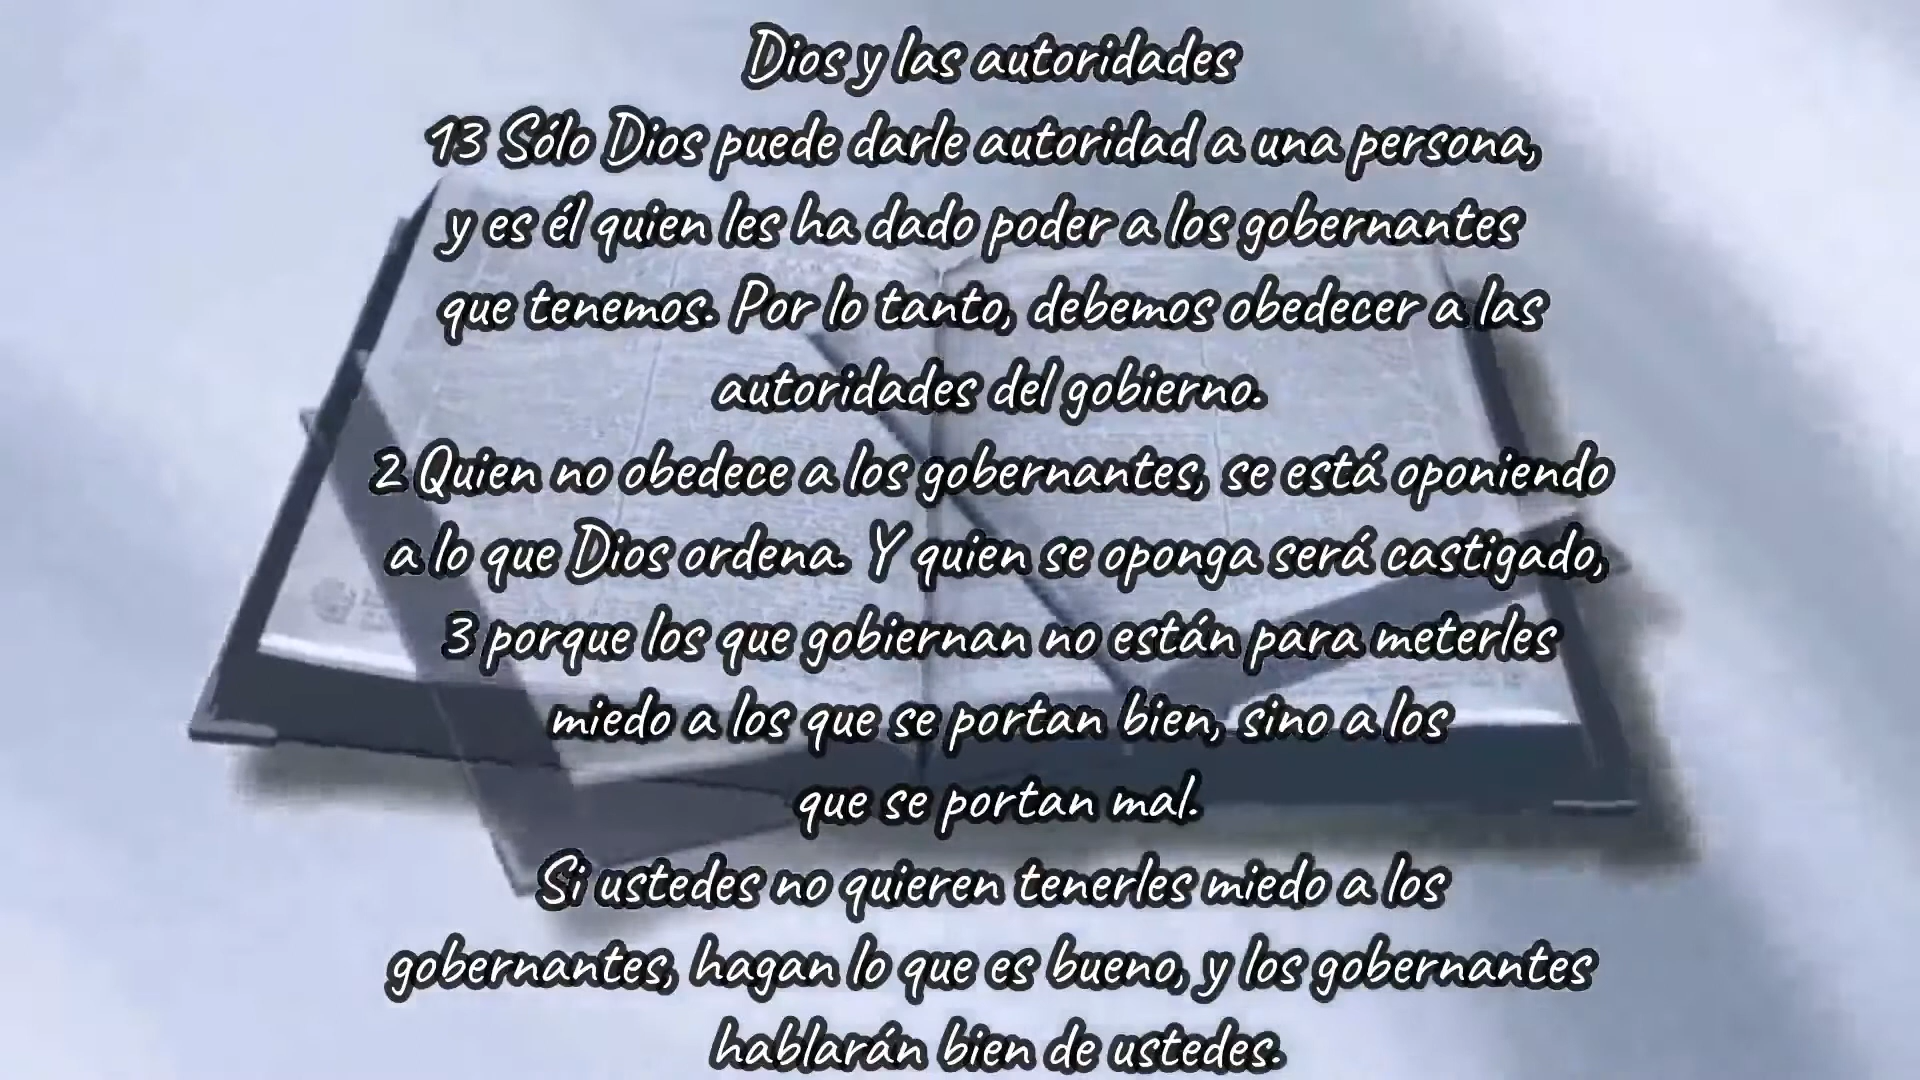 Dios y las autoridades
13 Sólo Dios puede darle autoridad a una persona,
y es él quien les ha dado poder a los gobernantes
que tenemos. Por lo tanto, debemos obedecer a las
autoridades del gobierno.
2 Quien no obedece a los gobernantes, se está oponiendo
a lo que Dios ordena. Y quien se oponga será castigado,
3 porque los que gobiernan no están para meterles
miedo a los que se portan bien, sino a los
que se portan mal.
Si ustedes no quieren tenerles miedo a los
gobernantes, hagan lo que es bueno, y los gobernantes
hablarán bien de ustedes.